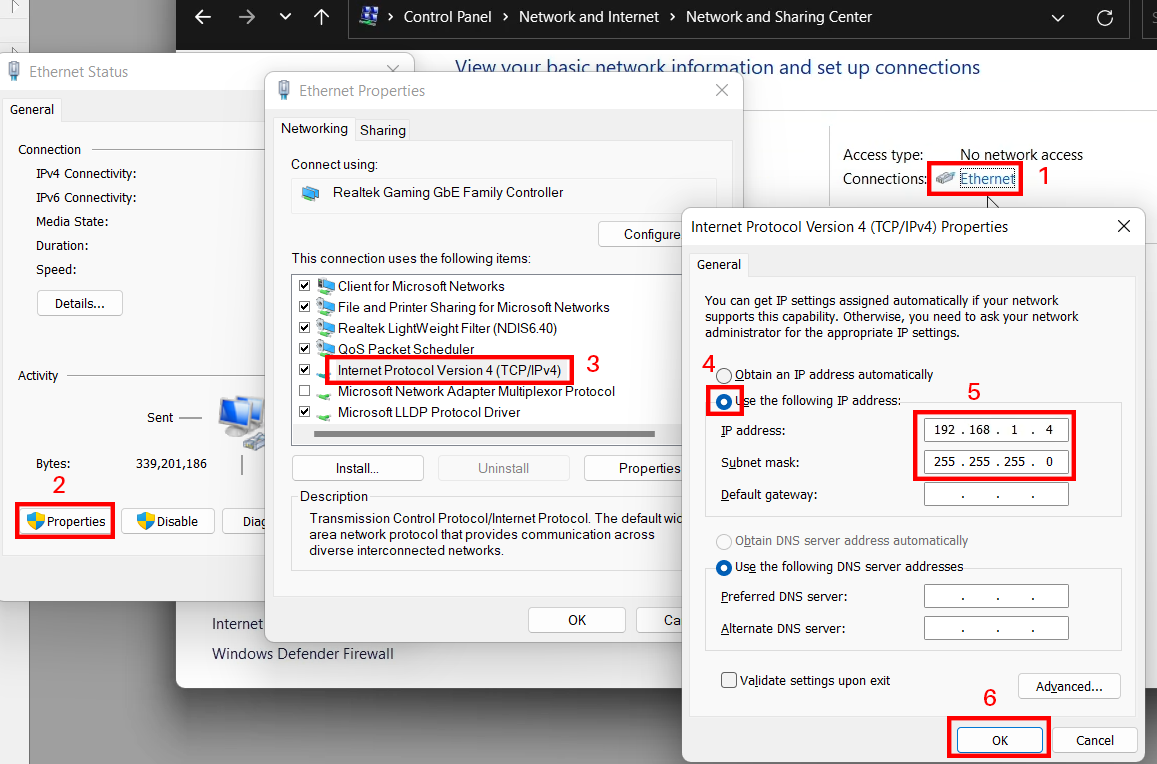 Control Panel > Network and Internet > Network and Sharing Center
View your basic network information and set up connections
Access type: No network access
Connections: Ethernet
1
Ethernet Status
General
Connection
IPv4 Connectivity:
IPv6 Connectivity:
Media State:
Duration:
Speed:
Details...
Activity
Sent
Bytes: 339,201,186
2
Properties
Disable
Diag
Internet
Windows Defender Firewall
Ethernet Properties
Networking
Sharing
Connect using:
Realtek Gaming GbE Family Controller
Configure
This connection uses the following items:
Client for Microsoft Networks
File and Printer Sharing for Microsoft Networks
Realtek LightWeight Filter (NDIS6.40)
QoS Packet Scheduler
Internet Protocol Version 4 (TCP/IPv4)
3
Microsoft Network Adapter Multiplexor Protocol
Microsoft LLDP Protocol Driver
Install...
Uninstall
Properties
Description
Transmission Control Protocol/Internet Protocol. The default wid
area network protocol that provides communication across
diverse interconnected networks.
OK
Ca
Internet Protocol Version 4 (TCP/IPv4) Properties
General
You can get IP settings assigned automatically if your network
supports this capability. Otherwise, you need to ask your network
administrator for the appropriate IP settings.
4
Obtain an IP address automatically
Use the following IP address:
5
IP address: 192 . 168 . 1 . 4
Subnet mask: 255 . 255 . 255 . 0
Default gateway: . . .
Obtain DNS server address automatically
Use the following DNS server addresses
Preferred DNS server: . . .
Alternate DNS server: . . .
Validate settings upon exit
Advanced...
6
OK
Cancel